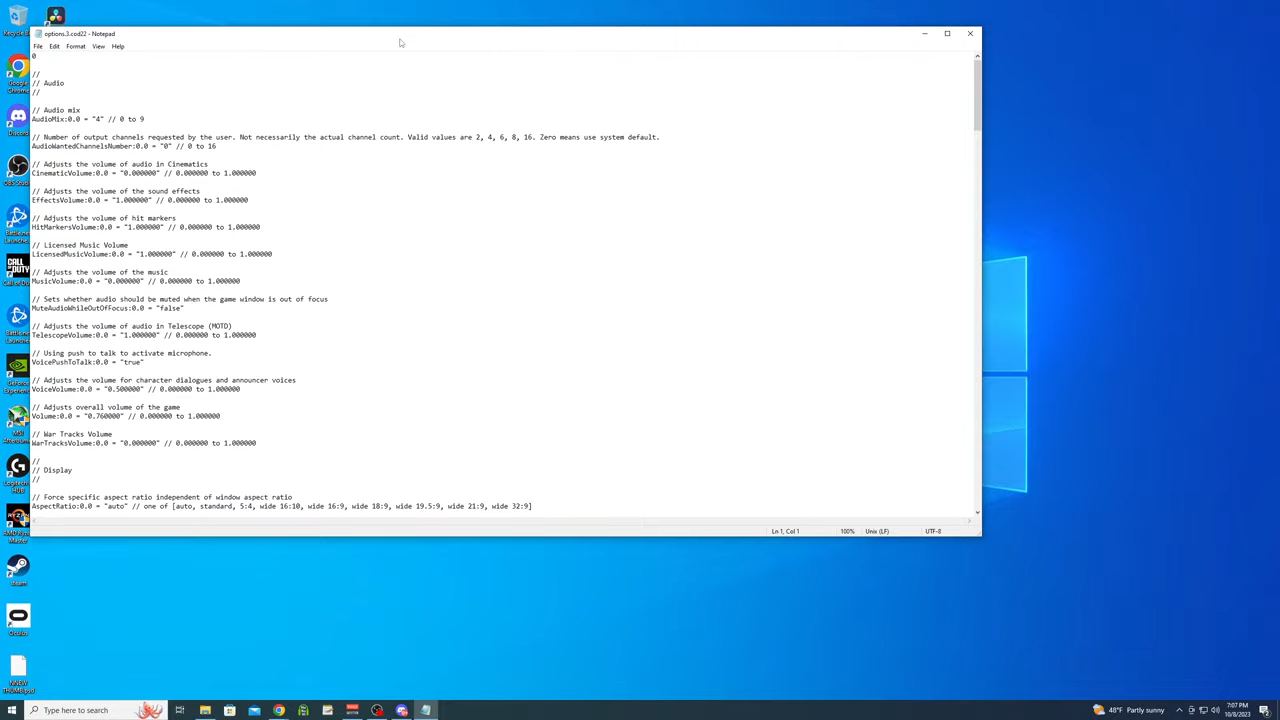 options.3.cod22 - Notepad
File Edit Format View Help
0
//
// Audio
//
// Audio mix
AudioMix:0.0 = "4" // 0 to 9
// Number of output channels requested by the user. Not necessarily the actual channel count. Valid values are 2, 4, 6, 8, 16. Zero means use system default.
AudioWantedChannelsNumber:0.0 = "0" // 0 to 16
// Adjusts the volume of audio in Cinematics
CinematicVolume:0.0 = "0.000000" // 0.000000 to 1.000000
// Adjusts the volume of the sound effects
EffectsVolume:0.0 = "1.000000" // 0.000000 to 1.000000
// Adjusts the volume of hit markers
HitMarkersVolume:0.0 = "1.000000" // 0.000000 to 1.000000
// Licensed Music Volume
LicensedMusicVolume:0.0 = "1.000000" // 0.000000 to 1.000000
// Adjusts the volume of the music
MusicVolume:0.0 = "0.000000" // 0.000000 to 1.000000
// Sets whether audio should be muted when the game window is out of focus
MuteAudioWhileOutOfFocus:0.0 = "false"
// Adjusts the volume of audio in Telescope (MOTD)
TelescopeVolume:0.0 = "1.000000" // 0.000000 to 1.000000
// Using push to talk to activate microphone.
VoicePushToTalk:0.0 = "true"
// Adjusts the volume for character dialogues and announcer voices
VoiceVolume:0.0 = "0.500000" // 0.000000 to 1.000000
// Adjusts overall volume of the game
Volume:0.0 = "0.760000" // 0.000000 to 1.000000
// War Tracks Volume
WarTracksVolume:0.0 = "0.000000" // 0.000000 to 1.000000
//
// Display
//
// Force specific aspect ratio independent of window aspect ratio
AspectRatio:0.0 = "auto" // one of [auto, standard, 5:4, wide 16:10, wide 16:9, wide 18:9, wide 19.5:9, wide 21:9, wide 32:9]
Ln 1, Col 1 100% Unix (LF) UTF-8
steam
Oculus
NNEW
THUMB.psd
Type here to search
48°F Partly sunny
7:07 PM
10/8/2023